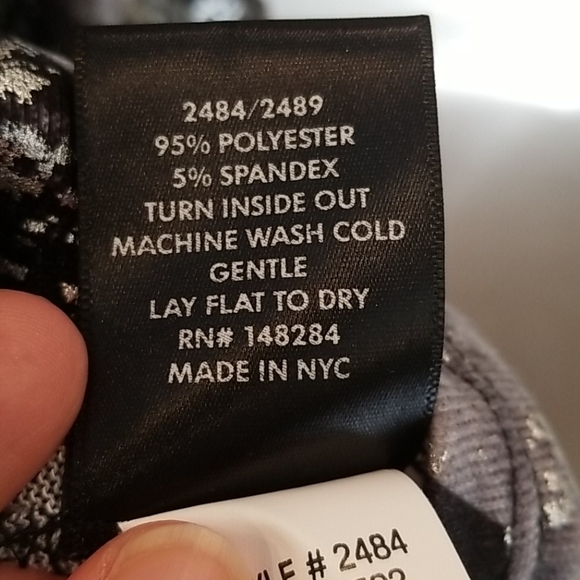 2484/2489
95% POLYESTER
5% SPANDEX
TURN INSIDE OUT
MACHINE WASH COLD
GENTLE
LAY FLAT TO DRY
RN# 148284
MADE IN NYC
# 2484